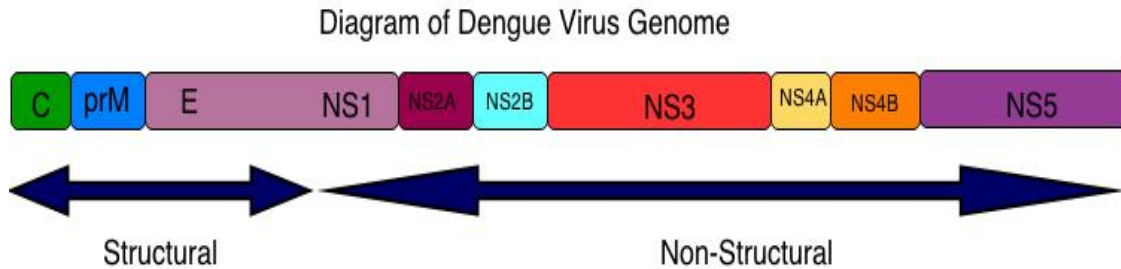 Diagram of Dengue Virus Genome
C prM E NS1 NS2A NS2B NS3 NS4A NS4B NS5
Structural Non-Structural